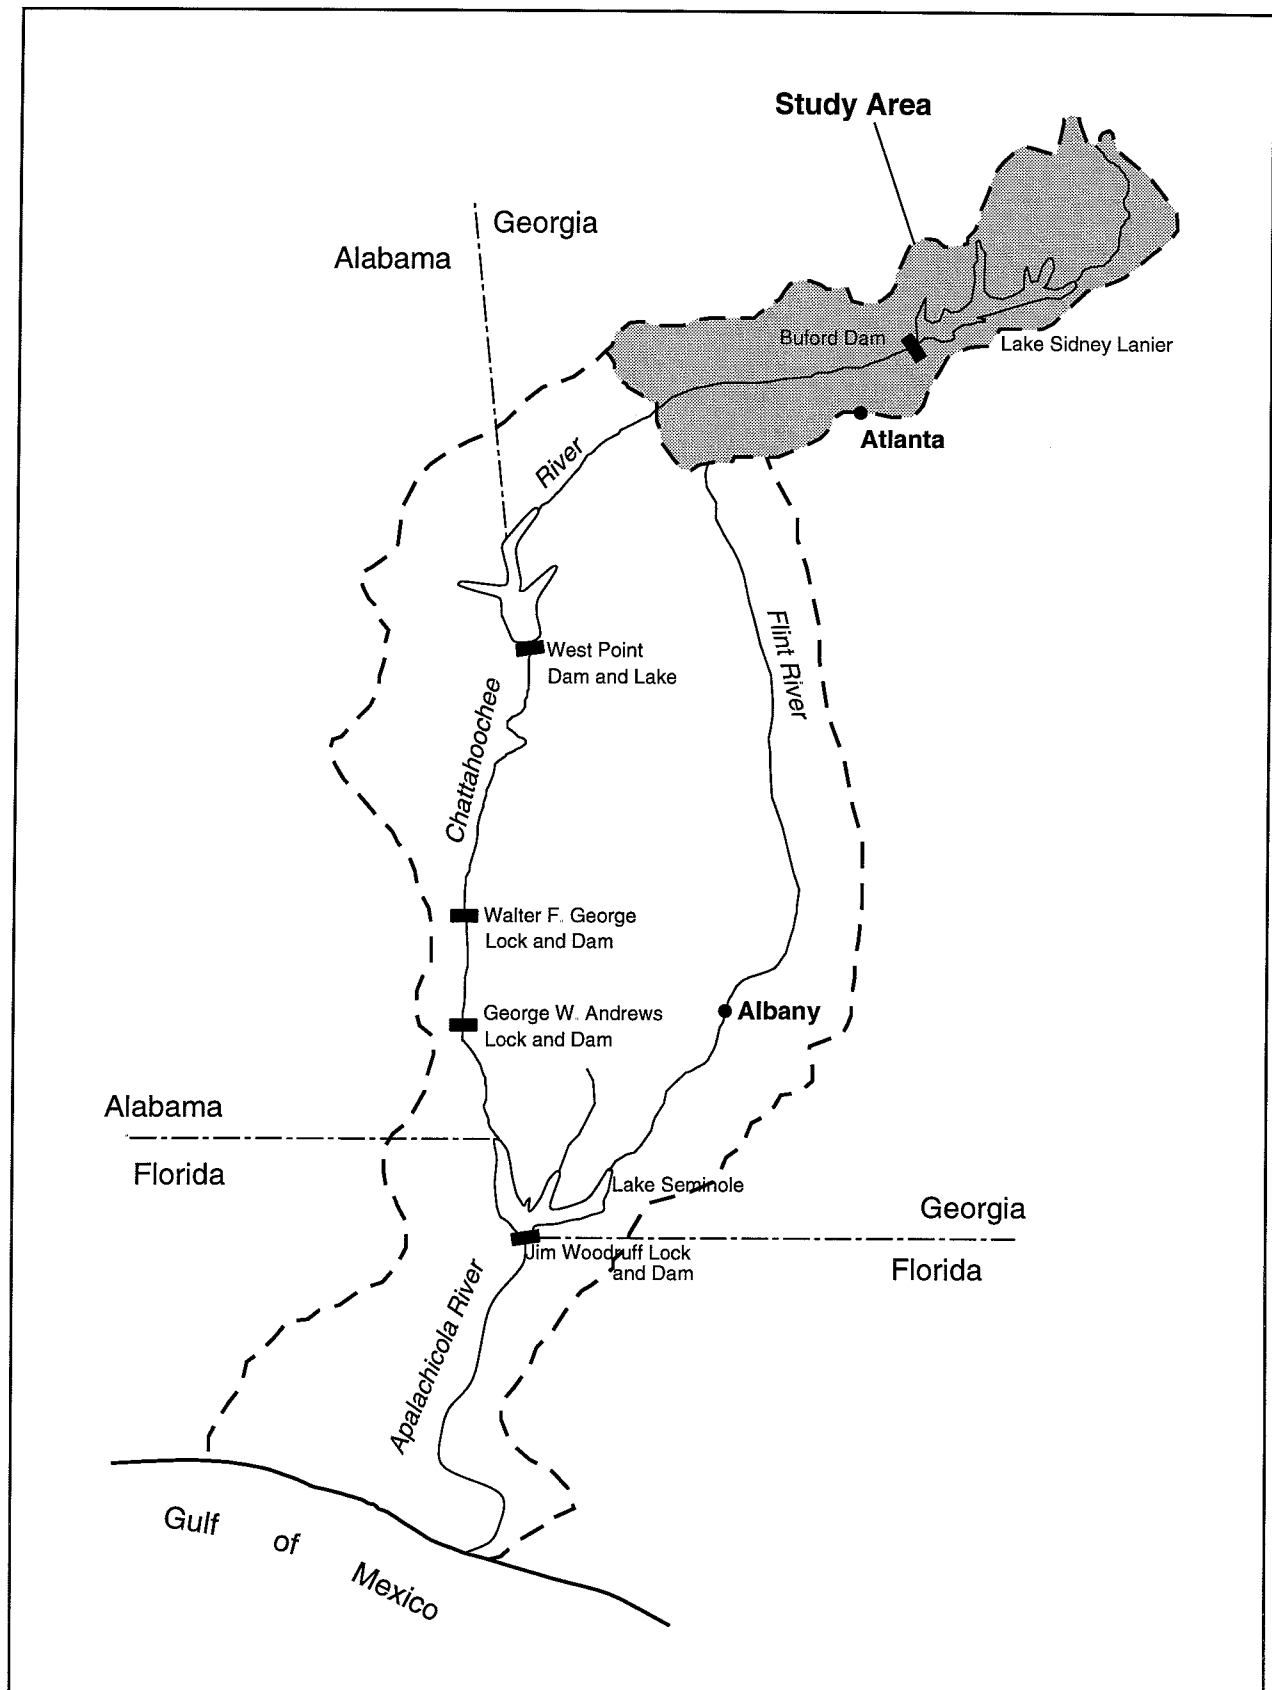 Study Area
Georgia
Alabama
Buford Dam
Lake Sidney Lanier
Atlanta
River
West Point
Dam and Lake
Flint River
Chattahoochee
Walter F. George
Lock and Dam
George W. Andrews
Lock and Dam
Albany
Alabama
Florida
Lake Seminole
Georgia
Florida
Jim Woodruff Lock
and Dam
Apalachicola River
Gulf of Mexico